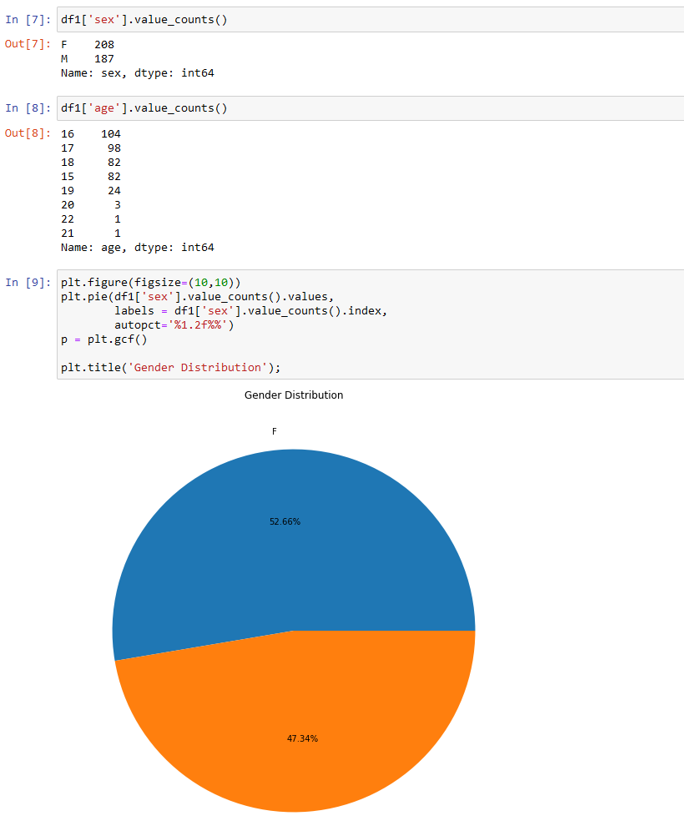 In [7]: df1['sex'].value_counts()
Out[7]: F    208
M    187
Name: sex, dtype: int64
In [8]: df1['age'].value_counts()
Out[8]: 16    104
17     98
18     82
15     82
19     24
20      3
22      1
21      1
Name: age, dtype: int64
In [9]: plt.figure(figsize=(10,10))
plt.pie(df1['sex'].value_counts().values,
        labels = df1['sex'].value_counts().index,
        autopct='%1.2f%%')
p = plt.gcf()
plt.title('Gender Distribution');
Gender Distribution
F
52.66%
47.34%